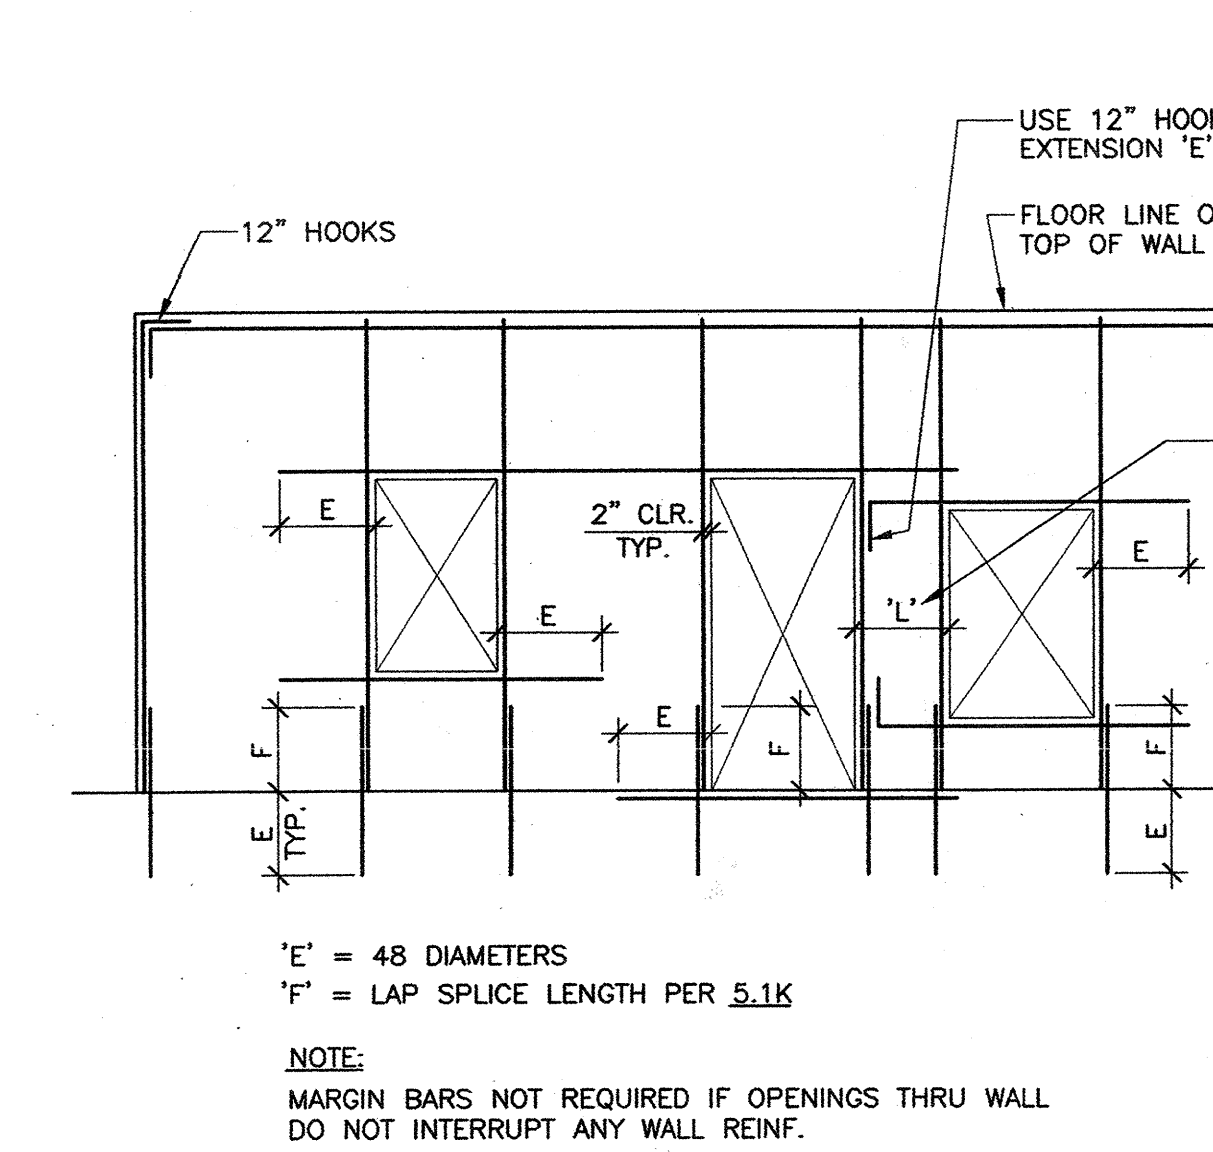 USE 12" HOOK
EXTENSION 'E'
FLOOR LINE O
TOP OF WALL
12" HOOKS
E
2" CLR.
TYP.
E
'L'
E
E
F
F
F
E
TYP.
E
'E' = 48 DIAMETERS
'F' = LAP SPLICE LENGTH PER 5.1K
NOTE:
MARGIN BARS NOT REQUIRED IF OPENINGS THRU WALL
DO NOT INTERRUPT ANY WALL REINF.